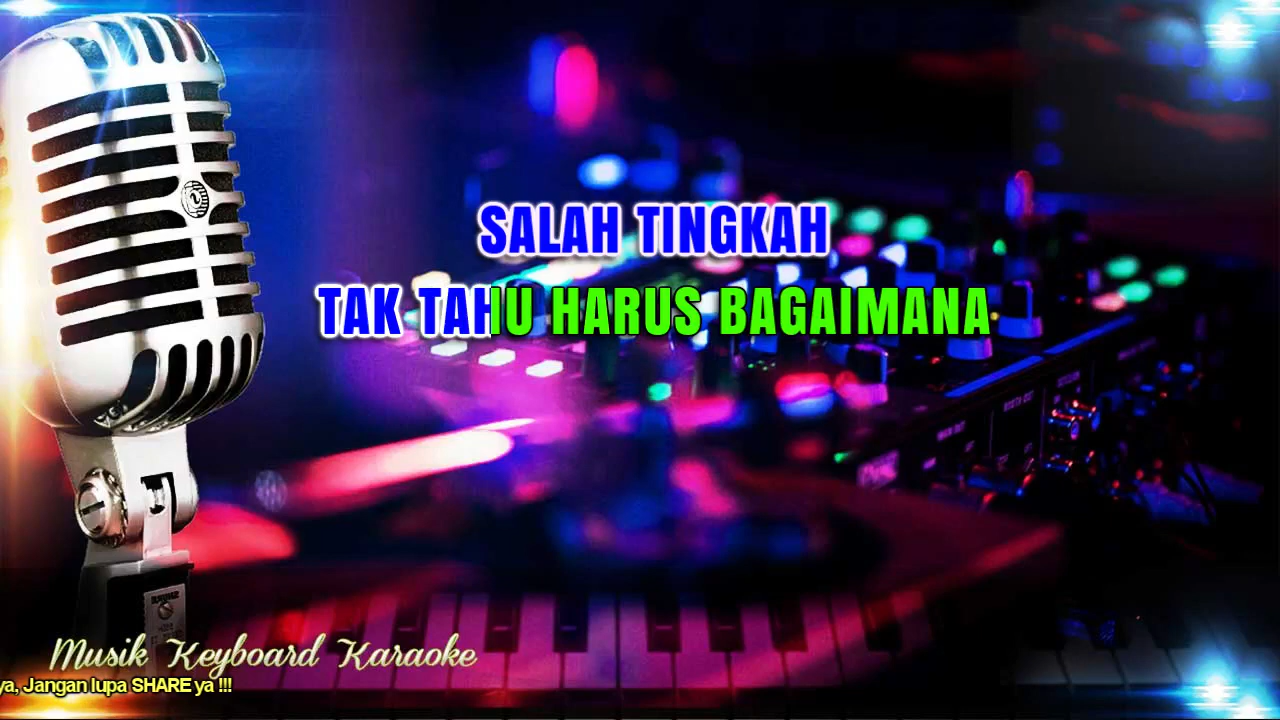 SALAH TINGKAH
TAK TAHU HARUS BAGAIMANA
Musik Keyboard Karaoke
ya, Jangan lupa SHARE ya !!!